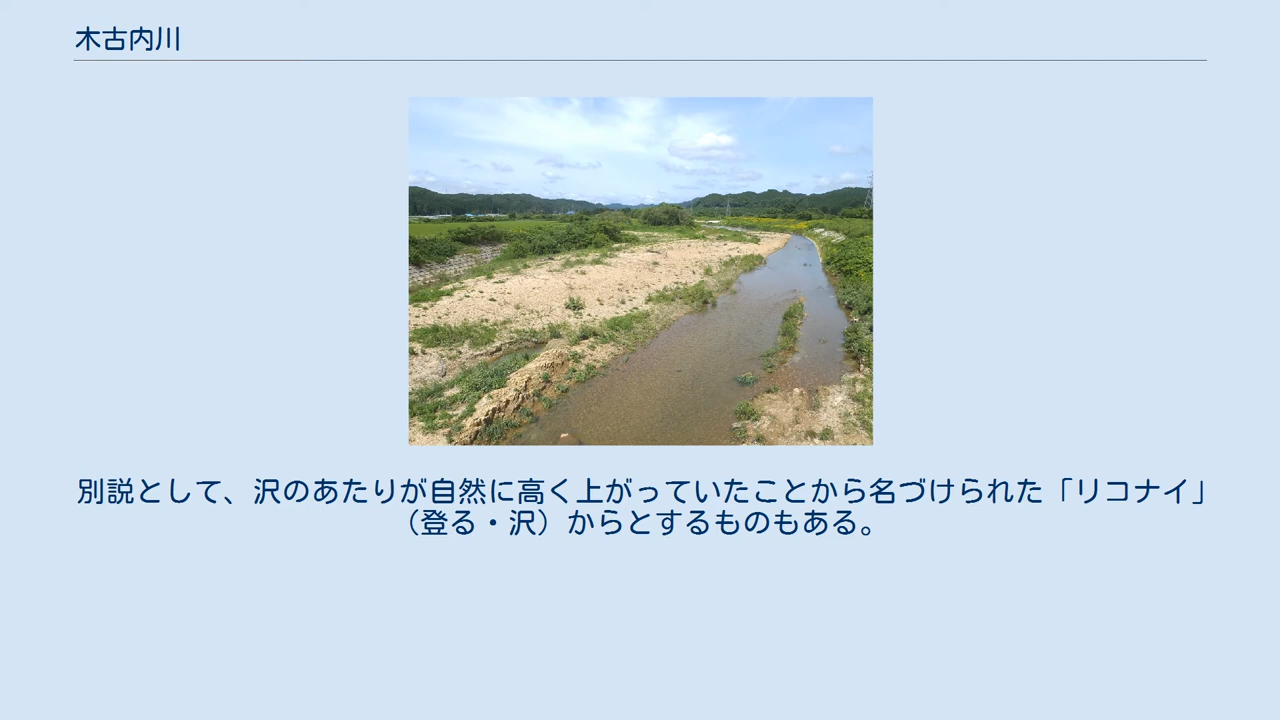 木古内川
別説として、沢のあたりが自然に高く上がっていたことから名づけられた「リコナイ」
（登る・沢）からとするものもある。